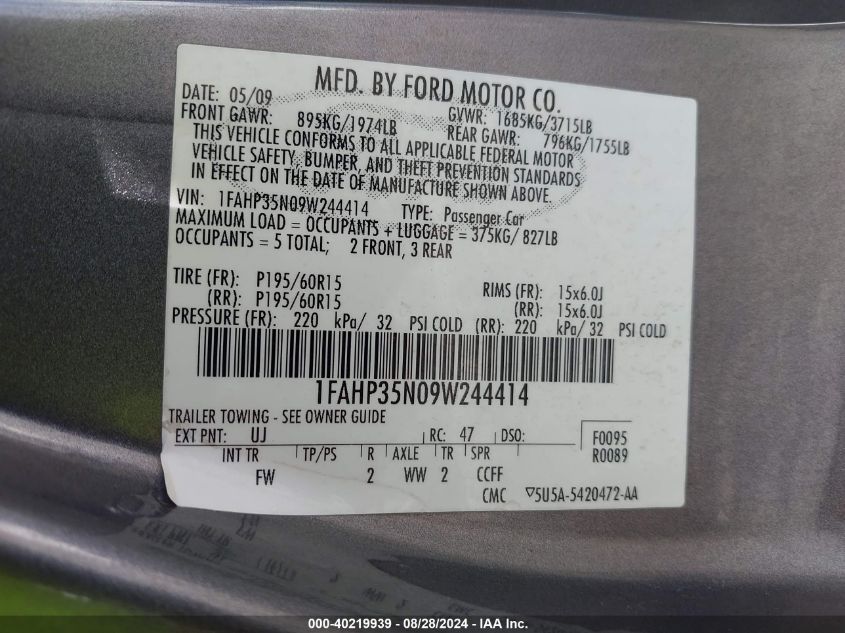 MFD. BY FORD MOTOR CO.
DATE: 05/09 GVWR: 1685KG/3715LB
FRONT GAWR: 895KG/1974LB REAR GAWR: 796KG/1755LB
THIS VEHICLE CONFORMS TO ALL APPLICABLE FEDERAL MOTOR
VEHICLE SAFETY, BUMPER, AND THEFT PREVENTION STANDARDS
IN EFFECT ON THE DATE OF MANUFACTURE SHOWN ABOVE.
VIN: 1FAHP35N09W244414 TYPE: Passenger Car
MAXIMUM LOAD = OCCUPANTS + LUGGAGE = 375KG/ 827LB
OCCUPANTS = 5 TOTAL; 2 FRONT, 3 REAR
TIRE (FR): P195/60R15 RIMS (FR): 15x6.0J
(RR): P195/60R15 (RR): 15x6.0J
PRESSURE (FR): 220 kPa/ 32 PSI COLD (RR): 220 kPa/ 32 PSI COLD
1FAHP35N09W244414
TRAILER TOWING - SEE OWNER GUIDE
EXT PNT: UJ RC: 47 DSO: F0095
R0089
INT TR TP/PS R AXLE TR SPR
FW 2 WW 2 CCFF
CMC ▽5U5A-5420472-AA
000-40219939 - 08/28/2024 - IAAI Inc.